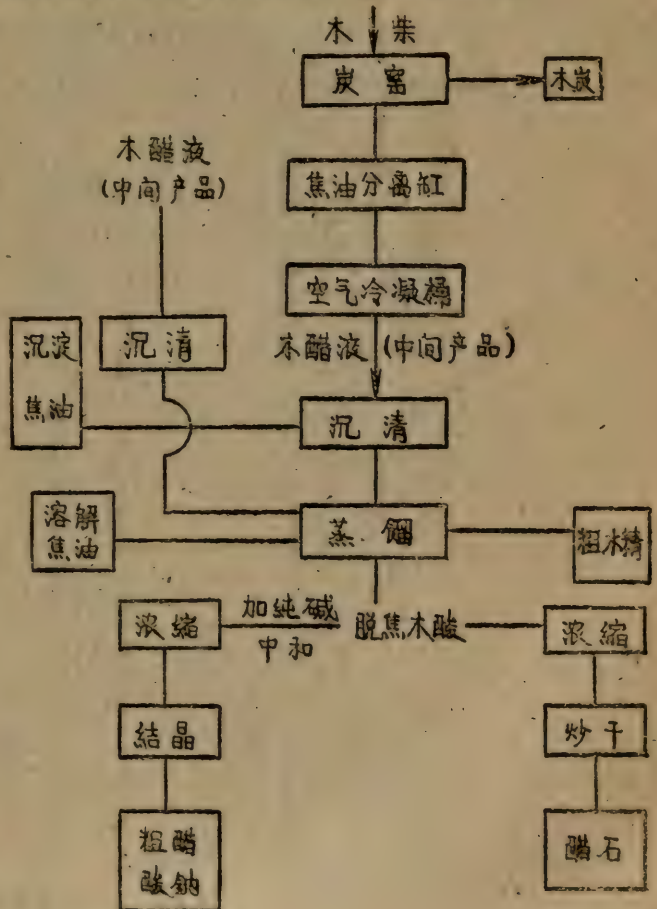 木 柴
炭窑
木炭
木醋液
(中间产品)
焦油分离缸
空气冷凝桶
沉淀
焦油
沉清
木醋液 (中间产品)
沉清
溶解
焦油
蒸馏
粗木精
浓缩
加纯碱
中和
脱焦木酸
浓缩
结晶
炒干
粗醋
酸钠
醋石